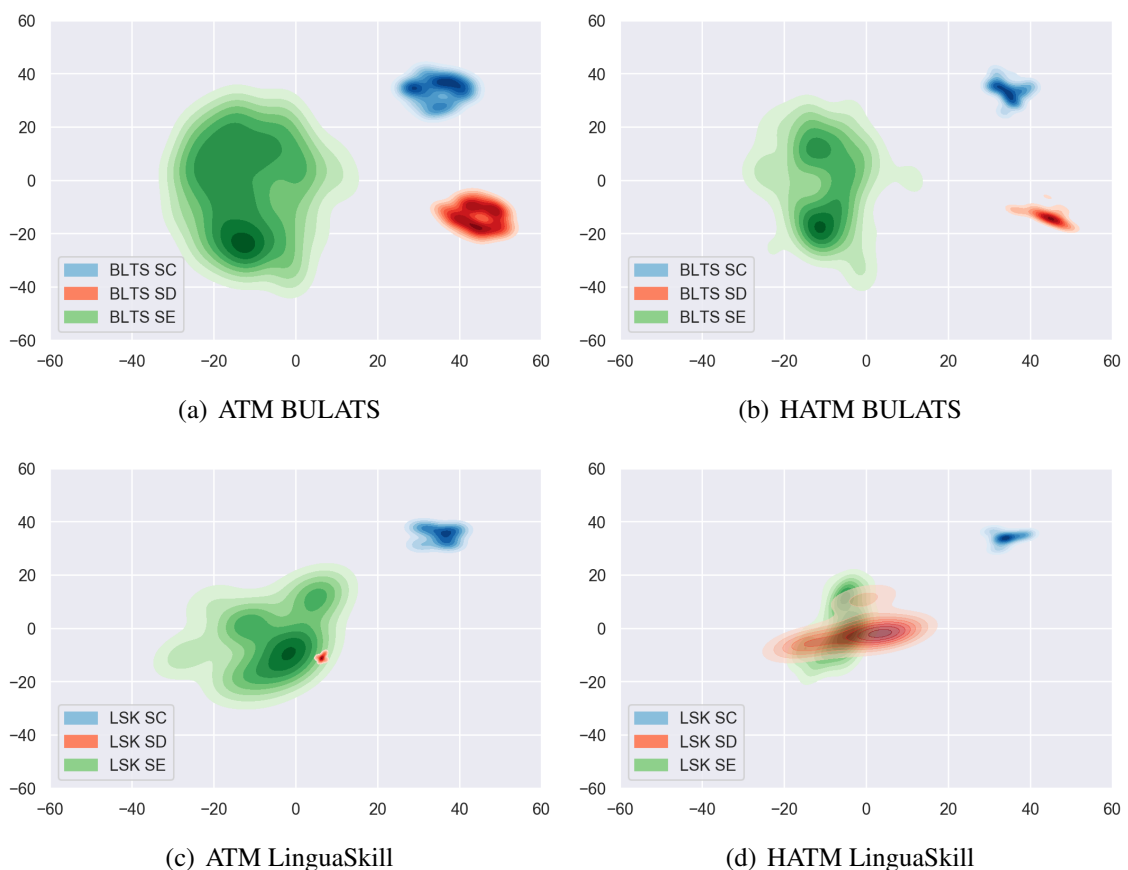 60
40
20
0
−20
−40
−60
BLTS SC
BLTS SD
BLTS SE
−60 −40 −20 0 20 40 60
(a) ATM BULATS
60
40
20
0
−20
−40
−60
BLTS SC
BLTS SD
BLTS SE
−60 −40 −20 0 20 40 60
(b) HATM BULATS
60
40
20
0
−20
−40
−60
LSK SC
LSK SD
LSK SE
−60 −40 −20 0 20 40 60
(c) ATM LinguaSkill
60
40
20
0
−20
−40
−60
LSK SC
LSK SD
LSK SE
−60 −40 −20 0 20 40 60
(d) HATM LinguaSkill